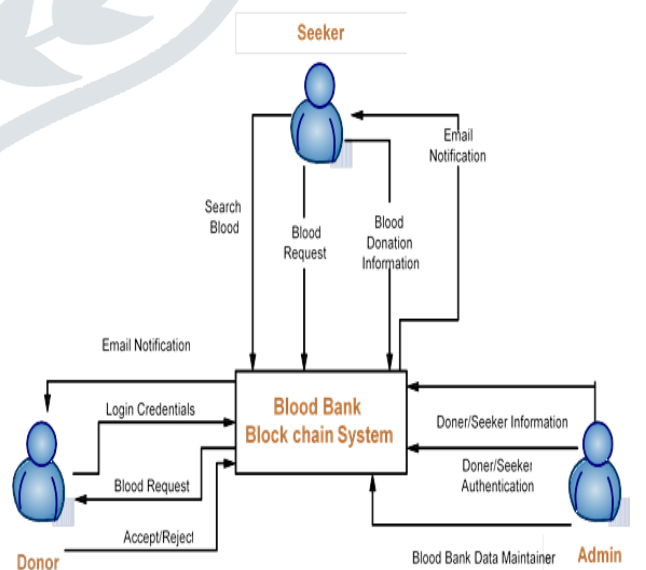 Seeker
Email
Notification
Search
Blood
Blood
Request
Blood
Donation
Information
Email Notification
Login Credentials
Blood Request
Accept/Reject
Donor
Blood Bank
Block chain System
Doner/Seeker Information
Doner/Seeker
Authentication
Blood Bank Data Maintainer
Admin